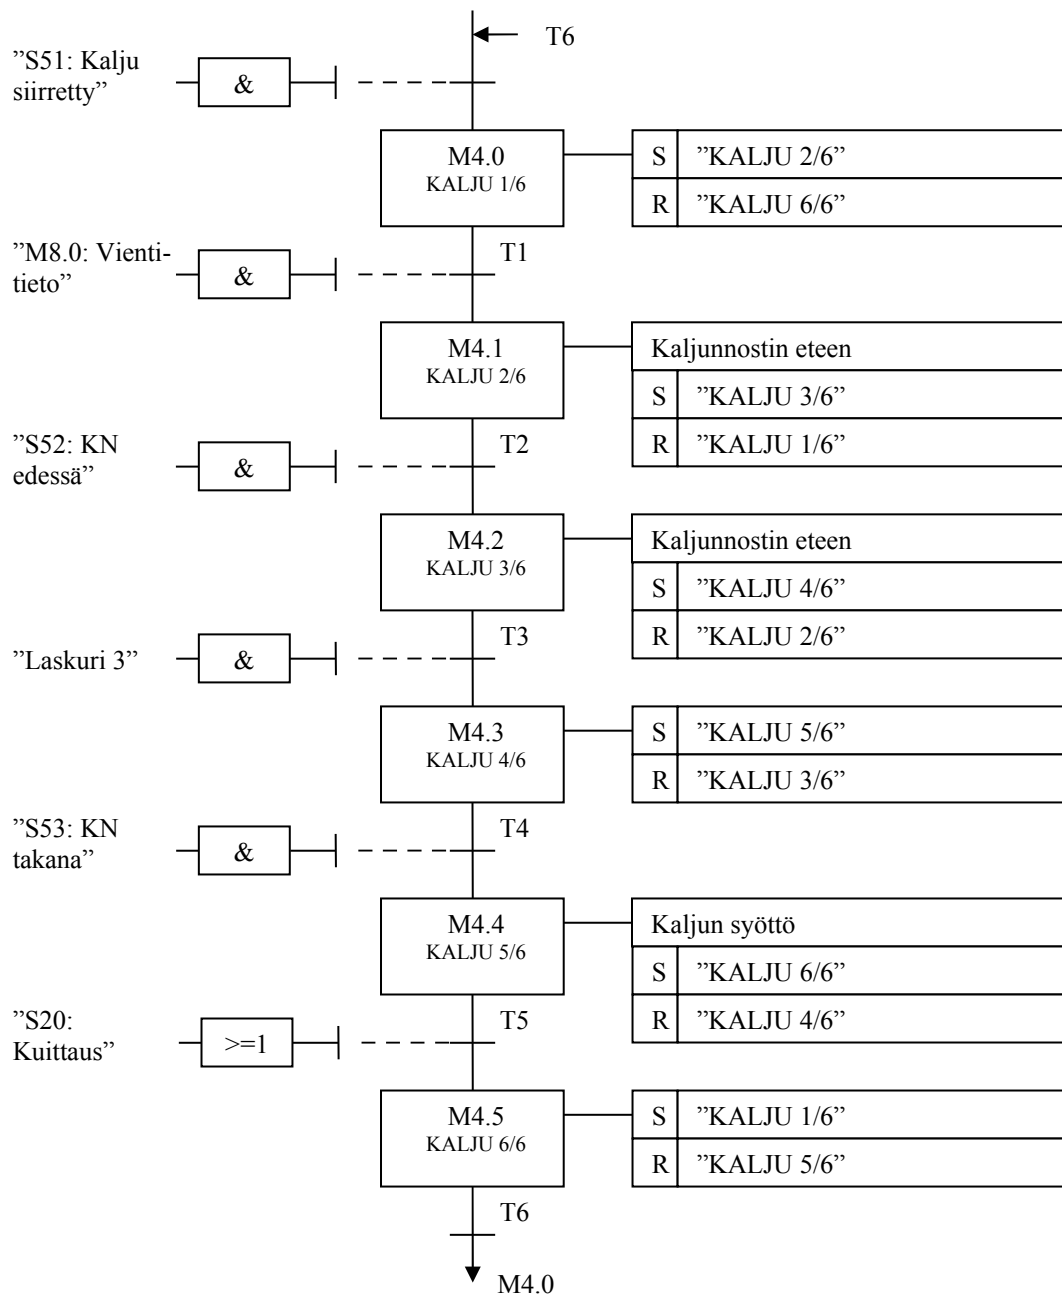 T6
”S51: Kalju
siirretty”
&
M4.0
KALJU 1/6
S ”KALJU 2/6”
R ”KALJU 6/6”
T1
”M8.0: Vienti-
tieto”
&
M4.1
KALJU 2/6
Kaljunnostin eteen
S ”KALJU 3/6”
R ”KALJU 1/6”
T2
”S52: KN
edessä”
&
M4.2
KALJU 3/6
Kaljunnostin eteen
S ”KALJU 4/6”
R ”KALJU 2/6”
T3
”Laskuri 3”
&
M4.3
KALJU 4/6
S ”KALJU 5/6”
R ”KALJU 3/6”
T4
”S53: KN
takana”
&
M4.4
KALJU 5/6
Kaljun syöttö
S ”KALJU 6/6”
R ”KALJU 4/6”
T5
”S20:
Kuittaus”
>=1
M4.5
KALJU 6/6
S ”KALJU 1/6”
R ”KALJU 5/6”
T6
M4.0